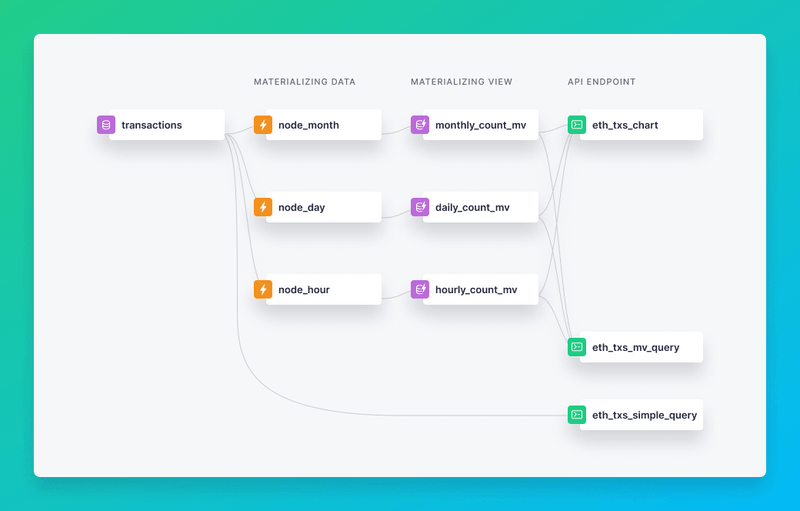 MATERIALIZING DATA
MATERIALIZING VIEW
API ENDPOINT
transactions
node_month
monthly_count_mv
eth_txs_chart
node_day
daily_count_mv
node_hour
hourly_count_mv
eth_txs_mv_query
eth_txs_simple_query